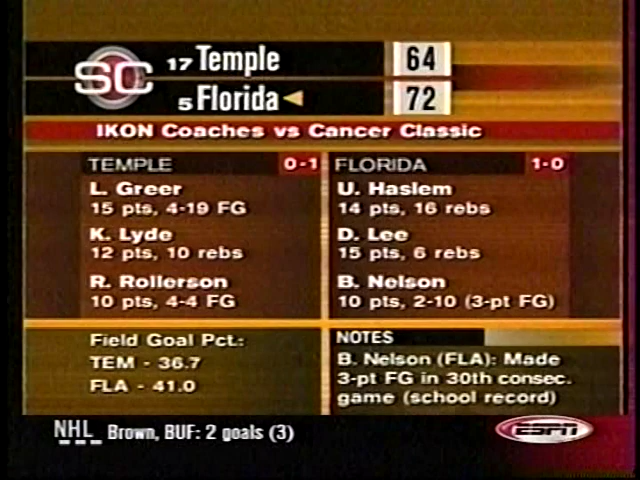 SC
17 Temple 64
5 Florida 72
IKON Coaches vs Cancer Classic
TEMPLE 0-1
L. Greer
15 pts, 4-19 FG
K. Lyde
12 pts, 10 rebs
R. Rollerson
10 pts, 4-4 FG
FLORIDA 1-0
U. Haslem
14 pts, 16 rebs
D. Lee
15 pts, 6 rebs
B. Nelson
10 pts, 2-10 (3-pt FG)
Field Goal Pct.:
TEM - 36.7
FLA - 41.0
NOTES
B. Nelson (FLA): Made
3-pt FG in 30th consec.
game (school record)
NHL Brown, BUF: 2 goals (3)
ESPN